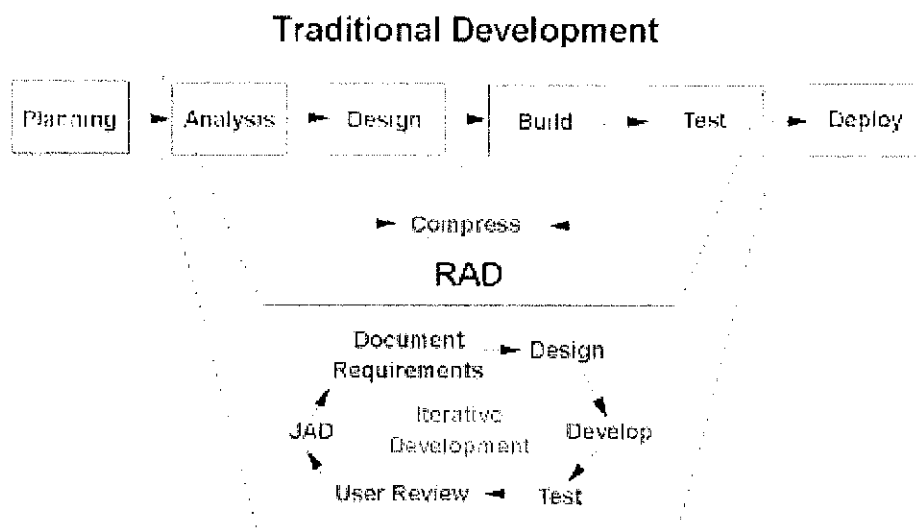 Traditional Development
Planning Analysis Design Build Test Deploy
Compress
RAD
Document
Requirements
Design
JAD
Iterative
Development
Develop
User Review
Test